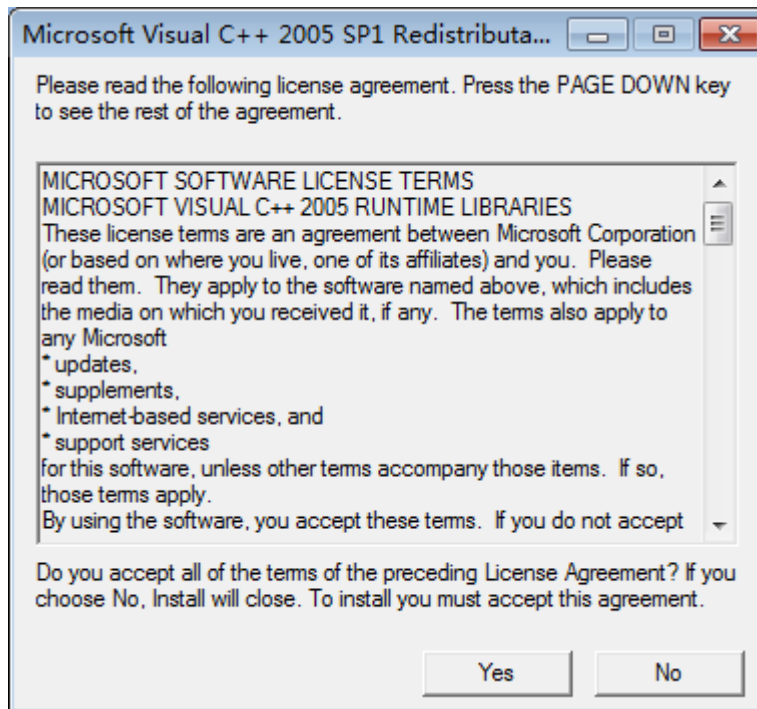 Microsoft Visual C++ 2005 SP1 Redistributa...
Please read the following license agreement. Press the PAGE DOWN key
to see the rest of the agreement.
MICROSOFT SOFTWARE LICENSE TERMS
MICROSOFT VISUAL C++ 2005 RUNTIME LIBRARIES
These license terms are an agreement between Microsoft Corporation
(or based on where you live, one of its affiliates) and you.  Please
read them.  They apply to the software named above, which includes
the media on which you received it, if any.  The terms also apply to
any Microsoft
* updates,
* supplements,
* Internet-based services, and
* support services
for this software, unless other terms accompany those items.  If so,
those terms apply.
By using the software, you accept these terms.  If you do not accept
Do you accept all of the terms of the preceding License Agreement? If you
choose No, Install will close. To install you must accept this agreement.
Yes
No